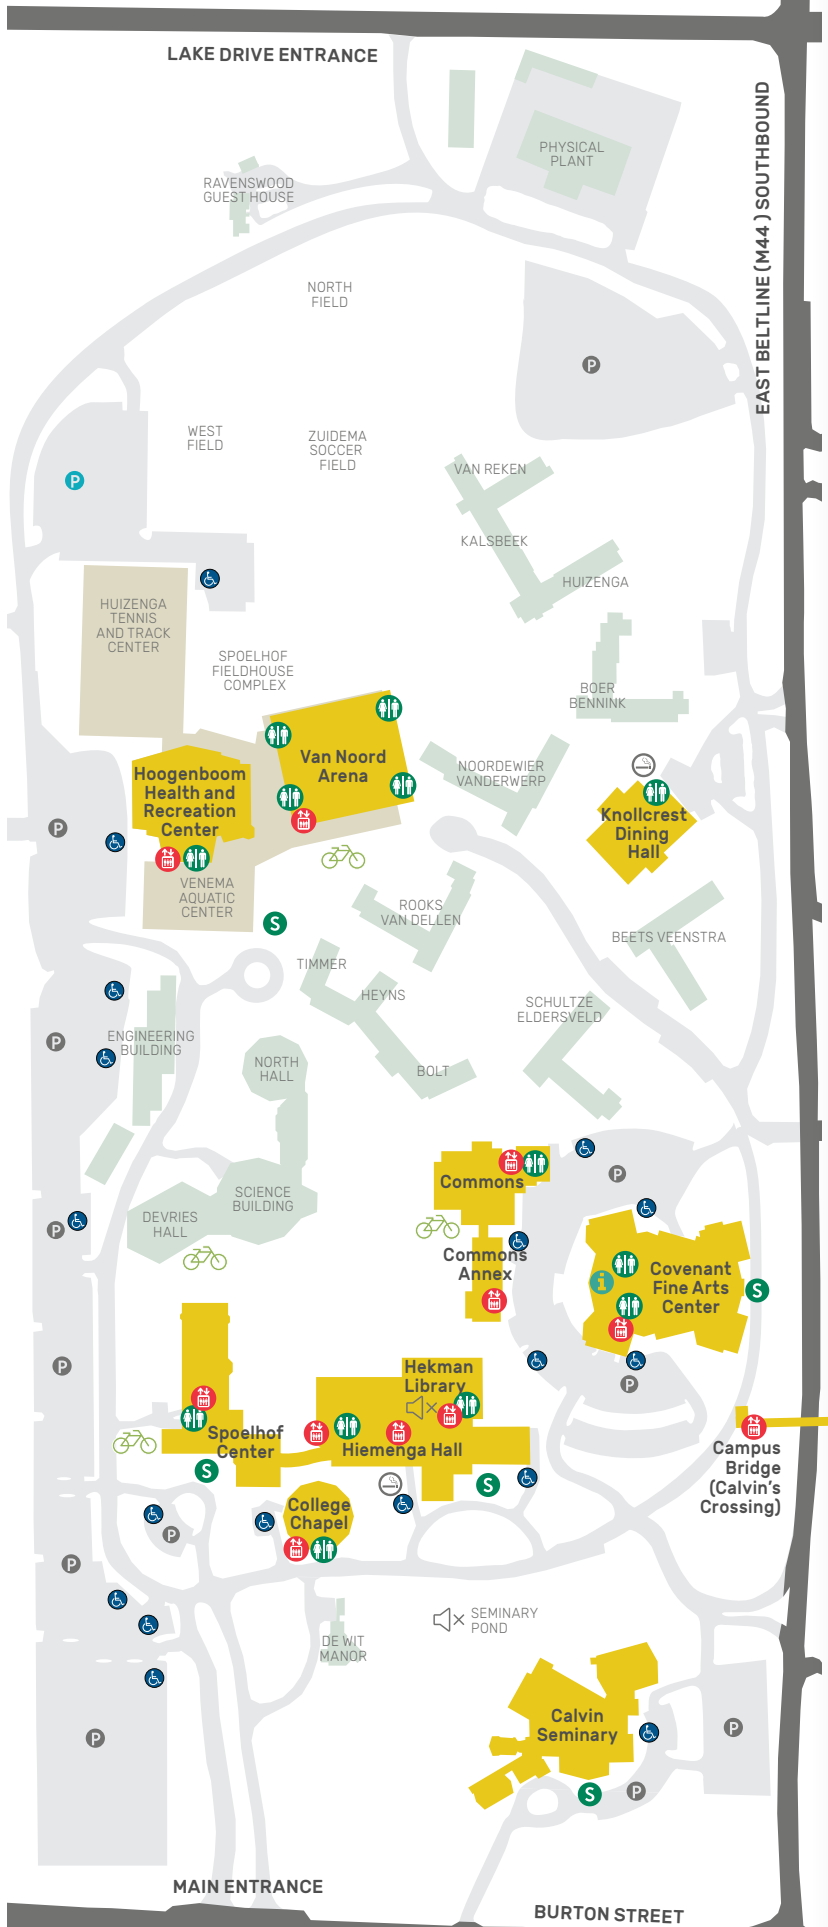 LAKE DRIVE ENTRANCE
EAST BELTLINE (M44 ) SOUTHBOUND
PHYSICAL
PLANT
RAVENSWOOD
GUEST HOUSE
NORTH
FIELD
P
WEST
FIELD
ZUIDEMA
SOCCER
FIELD
VAN REKEN
P
KALSBEEK
HUIZENGA
HUIZENGA
TENNIS
AND TRACK
CENTER
SPOELHOF
FIELDHOUSE
COMPLEX
BOER
BENNINK
Van Noord
Arena
NOORDEWIER
VANDERWERP
Hoogenboom
Health and
Recreation
Center
Knollcrest
Dining
Hall
P
VENEMA
AQUATIC
CENTER
S
ROOKS
VAN DELLEN
BEETS VEENSTRA
TIMMER
HEYNS
SCHULTZE
ELDERSVELD
P
ENGINEERING
BUILDING
NORTH
HALL
BOLT
Commons
P
SCIENCE
BUILDING
DEVRIES
HALL
P
Commons
Annex
i
Covenant
Fine Arts
Center
S
P
Hekman
Library
P
Spoelhof
Center
Hiemenga Hall
S
S
Campus
Bridge
(Calvin's
Crossing)
College
Chapel
P
P
SEMINARY
POND
DE WIT
MANOR
Calvin
Seminary
P
P
P
S
MAIN ENTRANCE
BURTON STREET